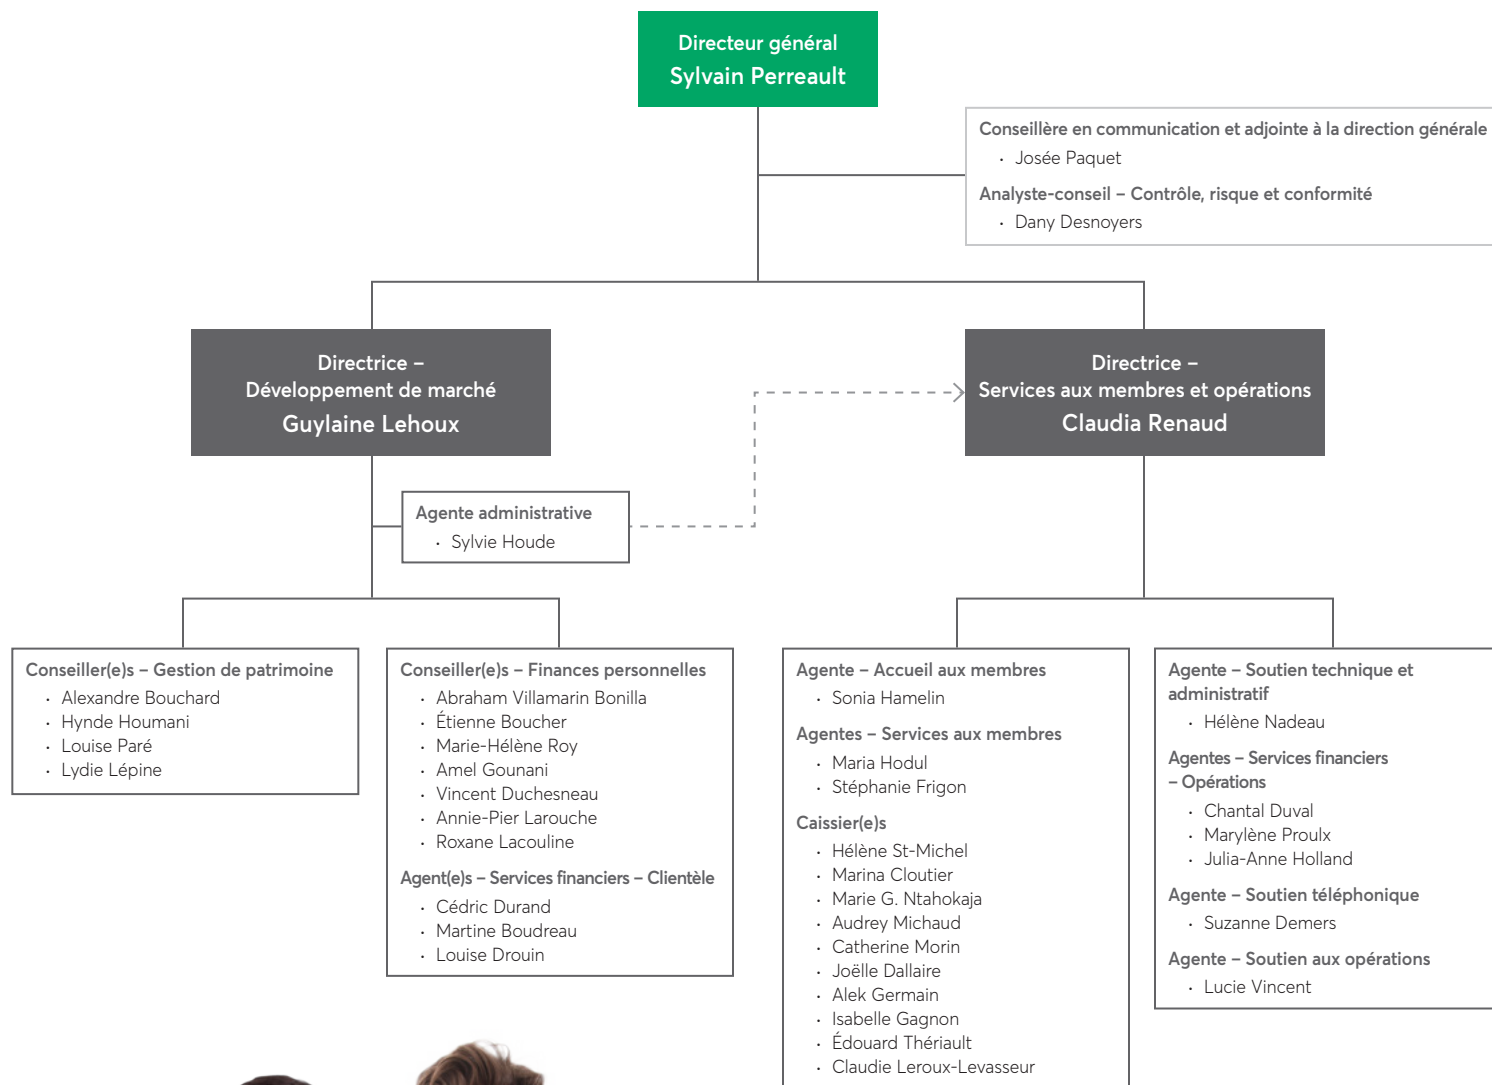 Directeur général
Sylvain Perreault
Conseillère en communication et adjointe à la direction générale
· Josée Paquet
Analyste-conseil – Contrôle, risque et conformité
· Dany Desnoyers
Directrice –
Développement de marché
Guylaine Lehoux
Directrice –
Services aux membres et opérations
Claudia Renaud
Agente administrative
· Sylvie Houde
Conseiller(e)s – Gestion de patrimoine
· Alexandre Bouchard
· Hynde Houmani
· Louise Paré
· Lydie Lépine
Conseiller(e)s – Finances personnelles
· Abraham Villamarin Bonilla
· Étienne Boucher
· Marie-Hélène Roy
· Amel Gounani
· Vincent Duchesneau
· Annie-Pier Larouche
· Roxane Lacouline
Agent(e)s – Services financiers – Clientèle
· Cédric Durand
· Martine Boudreau
· Louise Drouin
Agente – Accueil aux membres
· Sonia Hamelin
Agentes – Services aux membres
· Maria Hodul
· Stéphanie Frigon
Caissier(e)s
· Hélène St-Michel
· Marina Cloutier
· Marie G. Ntahokaja
· Audrey Michaud
· Catherine Morin
· Joëlle Dallaire
· Alek Germain
· Isabelle Gagnon
· Édouard Thériault
· Claudie Leroux-Levasseur
Agente – Soutien technique et
administratif
· Hélène Nadeau
Agentes – Services financiers
– Opérations
· Chantal Duval
· Marylène Proulx
· Julia-Anne Holland
Agente – Soutien téléphonique
· Suzanne Demers
Agente – Soutien aux opérations
· Lucie Vincent